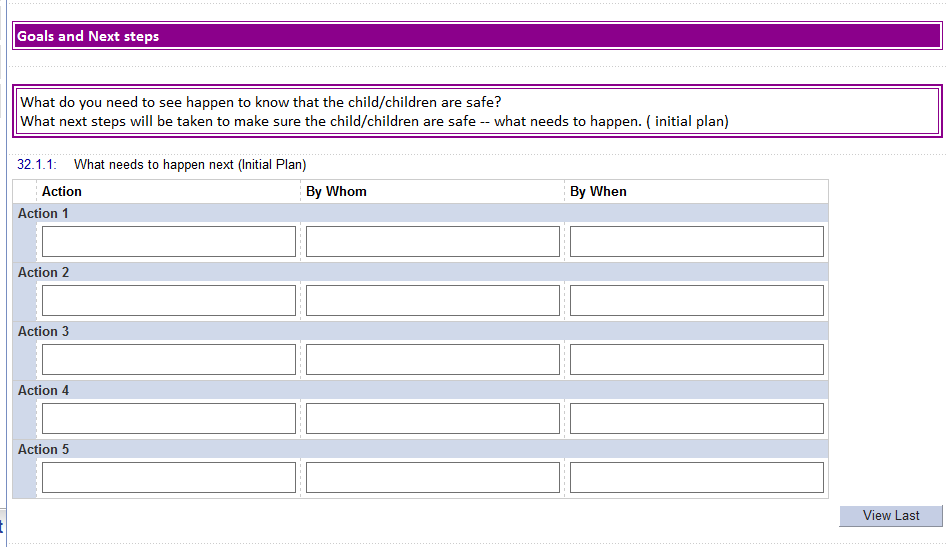 Goals and Next steps
What do you need to see happen to know that the child/children are safe?
What next steps will be taken to make sure the child/children are safe -- what needs to happen. ( initial plan)
32.1.1: What needs to happen next (Initial Plan)
Action By Whom By When
Action 1
Action 2
Action 3
Action 4
Action 5
View Last